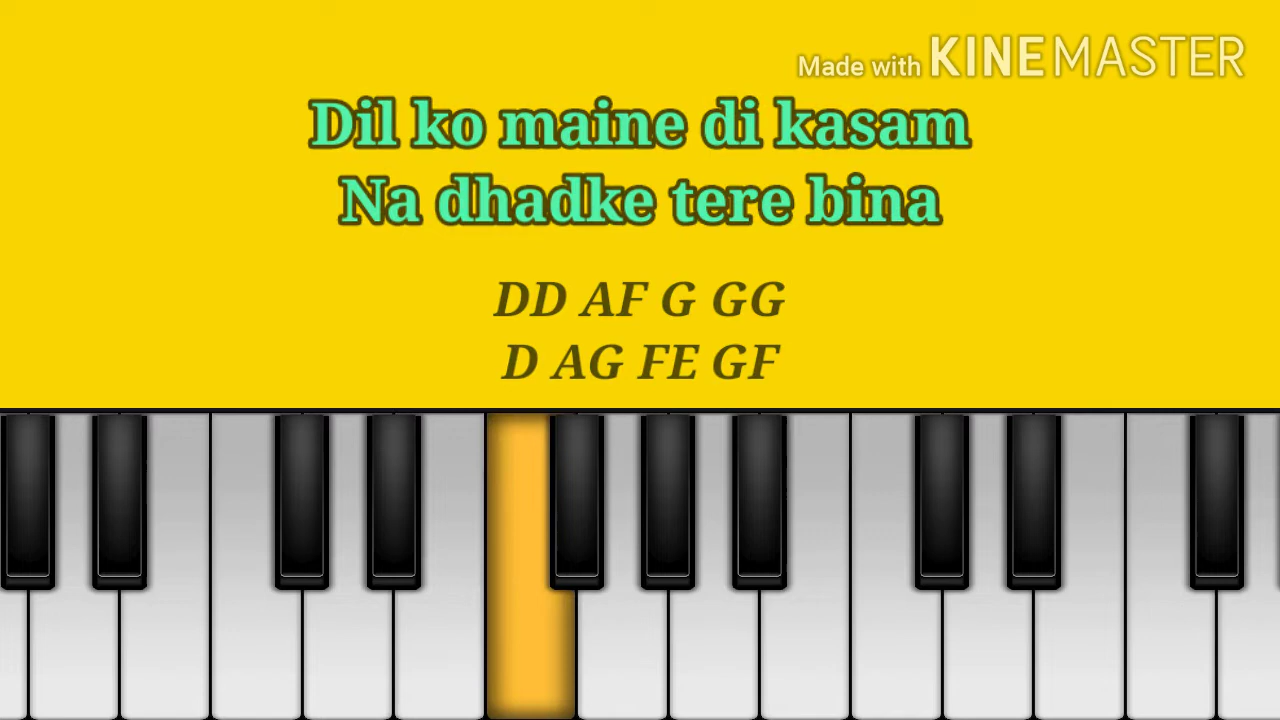 Made with KINEMASTER
Dil ko maine di kasam
Na dhadke tere bina
DD AF G GG
D AG FE GF